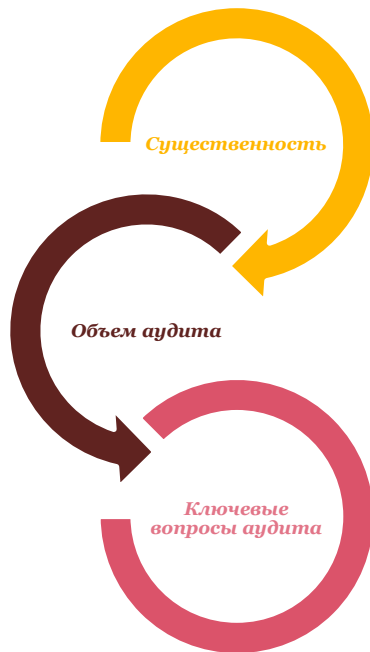 Существенность
Объем аудита
Ключевые
вопросы аудита